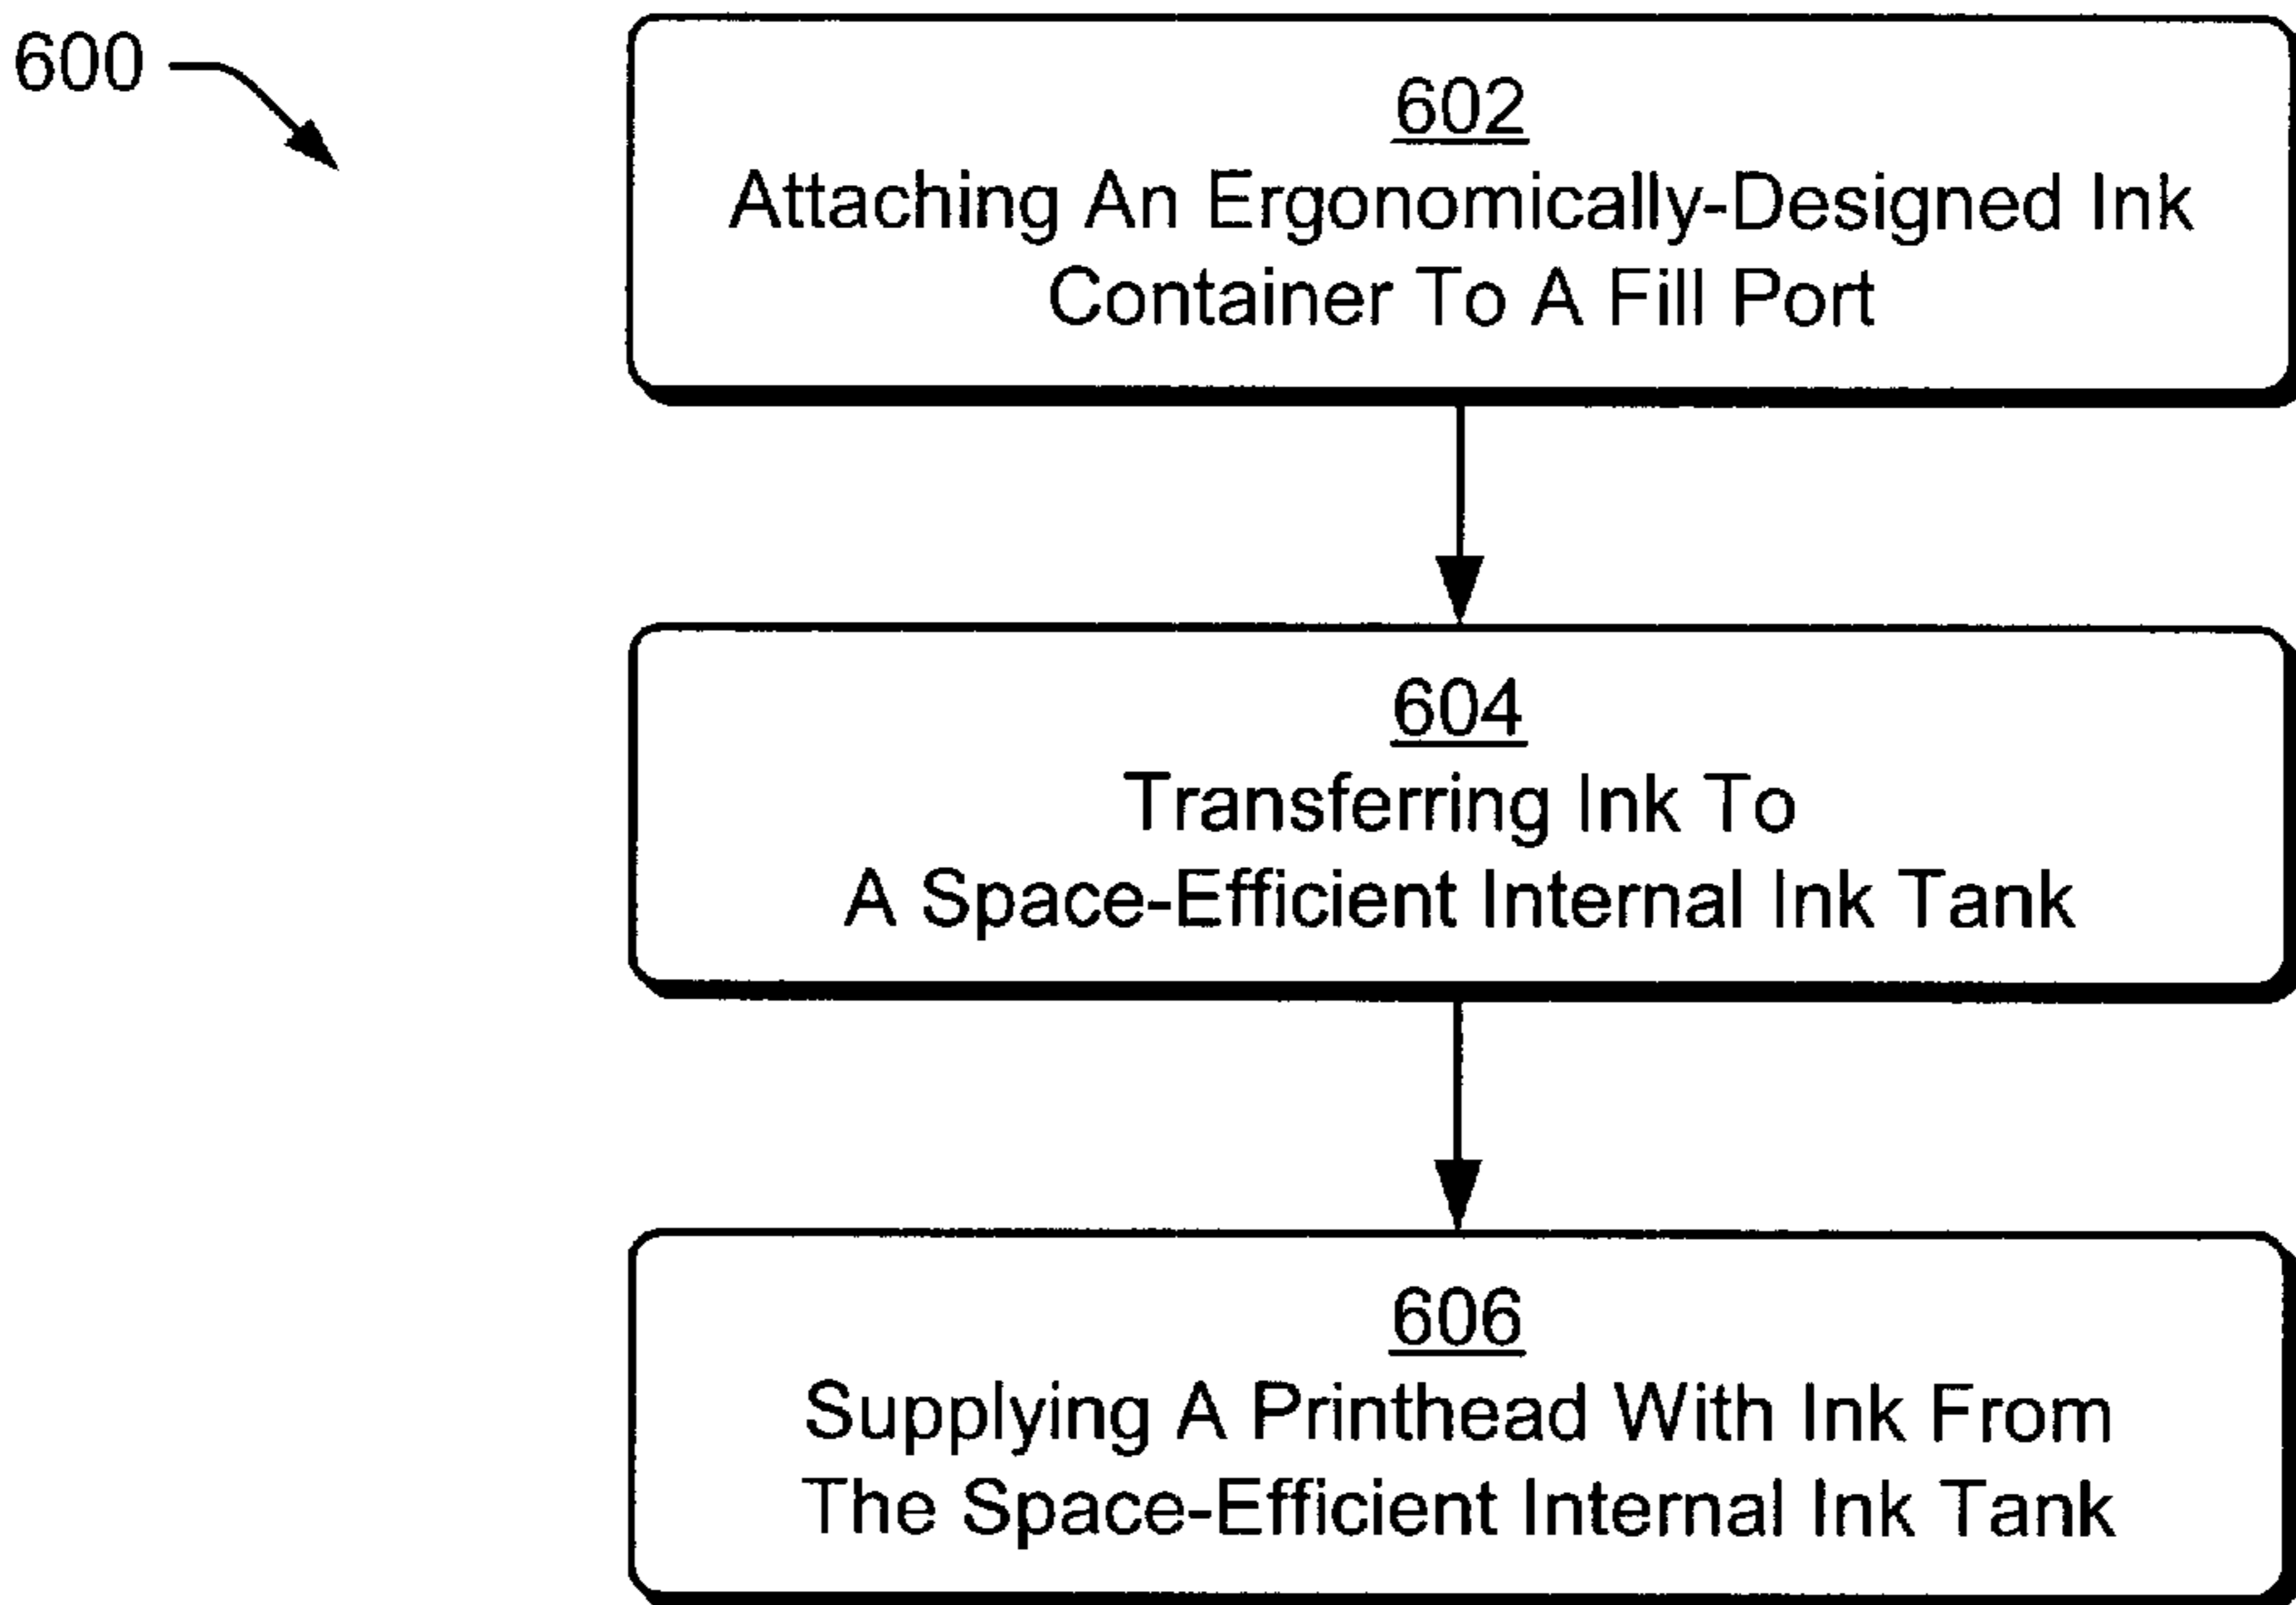 600
602
Attaching An Ergonomically-Designed Ink
Container To A Fill Port
604
Transferring Ink To
A Space-Efficient Internal Ink Tank
606
Supplying A Printhead With Ink From
The Space-Efficient Internal Ink Tank